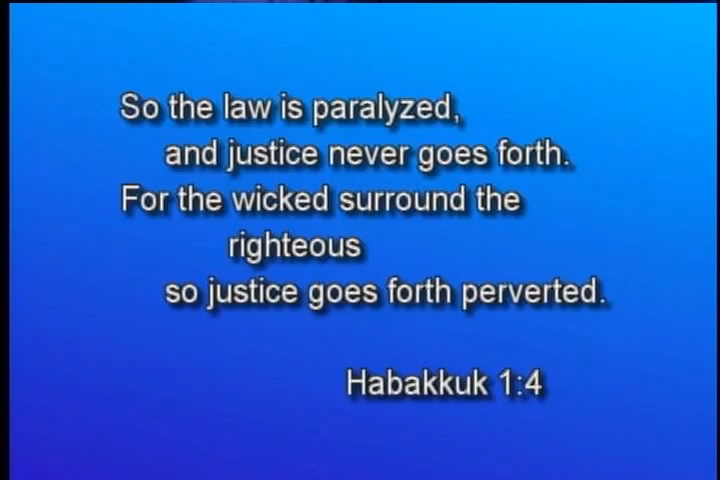 So the law is paralyzed,
and justice never goes forth.
For the wicked surround the
righteous
so justice goes forth perverted.
Habakkuk 1:4